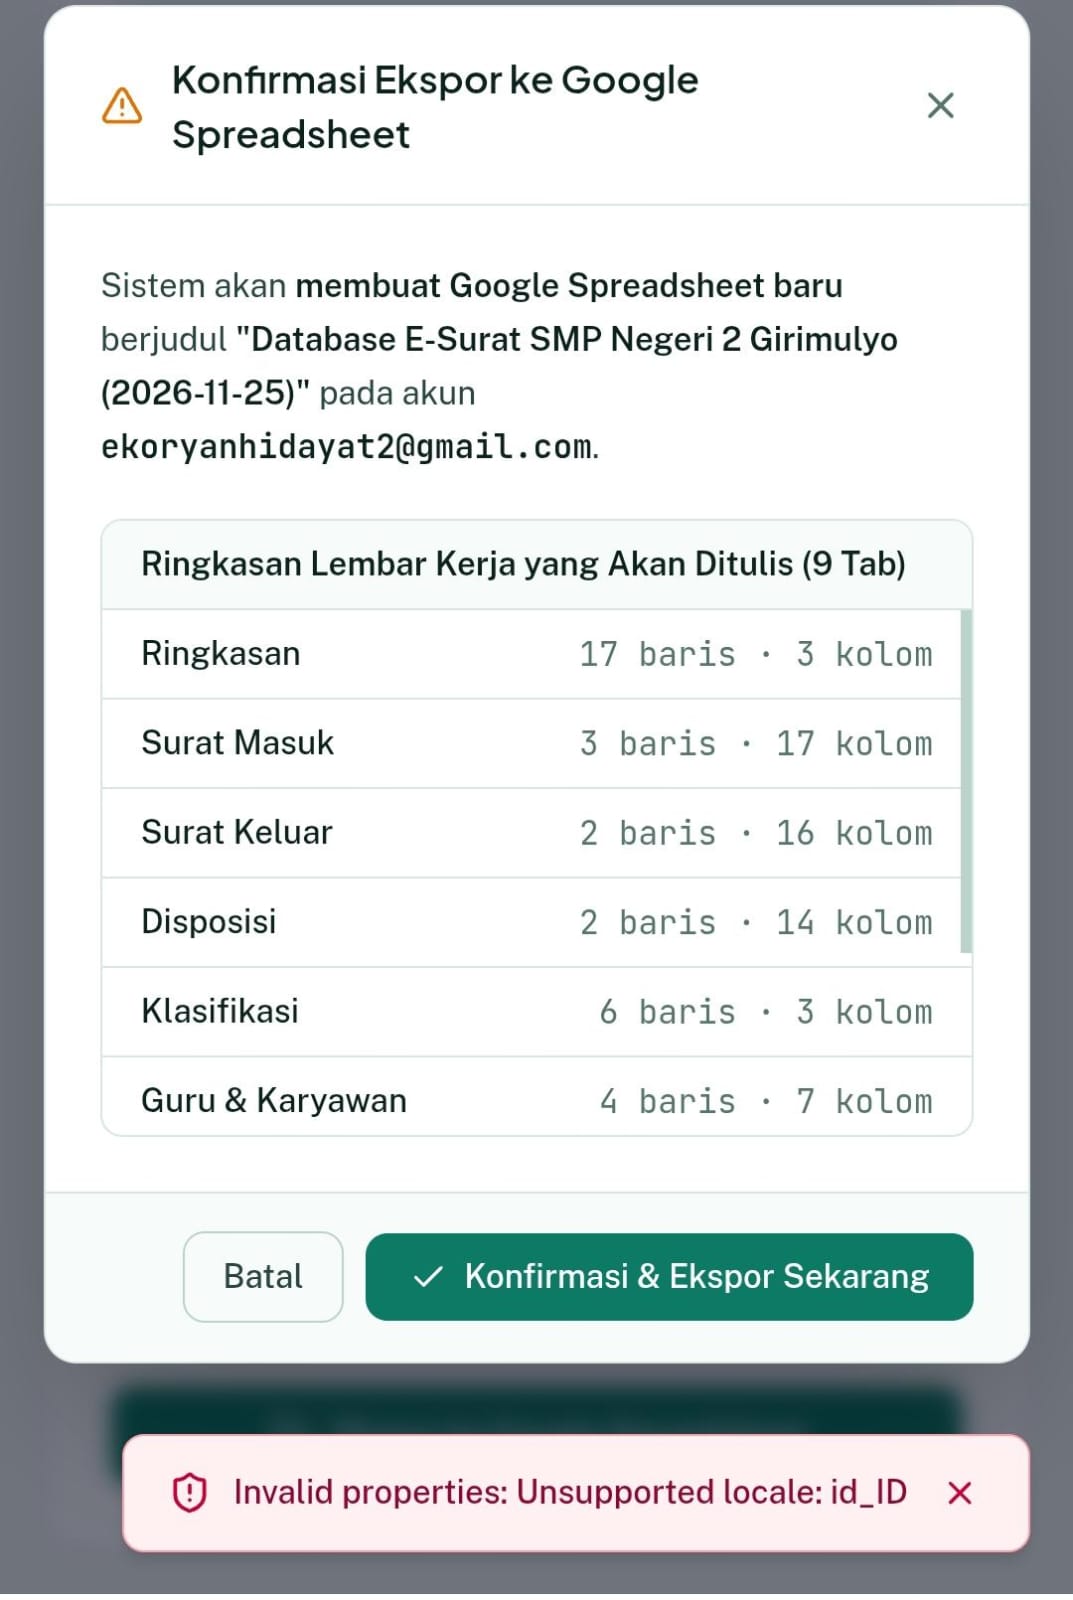 Konfirmasi Ekspor ke Google
Spreadsheet
Sistem akan membuat Google Spreadsheet baru
berjudul "Database E-Surat SMP Negeri 2 Girimulyo
(2026-11-25)" pada akun
ekoryanhidayat2@gmail.com.
Ringkasan Lembar Kerja yang Akan Ditulis (9 Tab)
Ringkasan 17 baris · 3 kolom
Surat Masuk 3 baris · 17 kolom
Surat Keluar 2 baris · 16 kolom
Disposisi 2 baris · 14 kolom
Klasifikasi 6 baris · 3 kolom
Guru & Karyawan 4 baris · 7 kolom
Batal Konfirmasi & Ekspor Sekarang
Invalid properties: Unsupported locale: id_ID